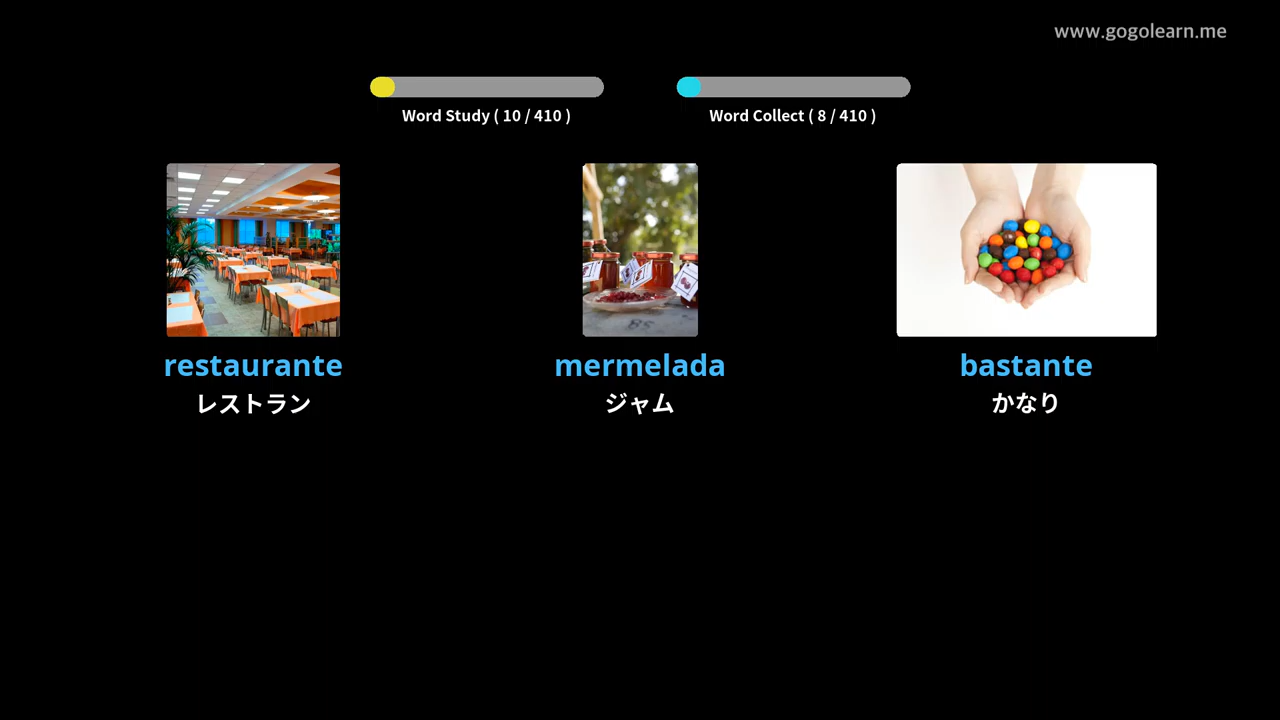 www.gogolearn.me
Word Study ( 10 / 410 )
Word Collect ( 8 / 410 )
restaurante
レストラン
mermelada
ジャム
bastante
かなり